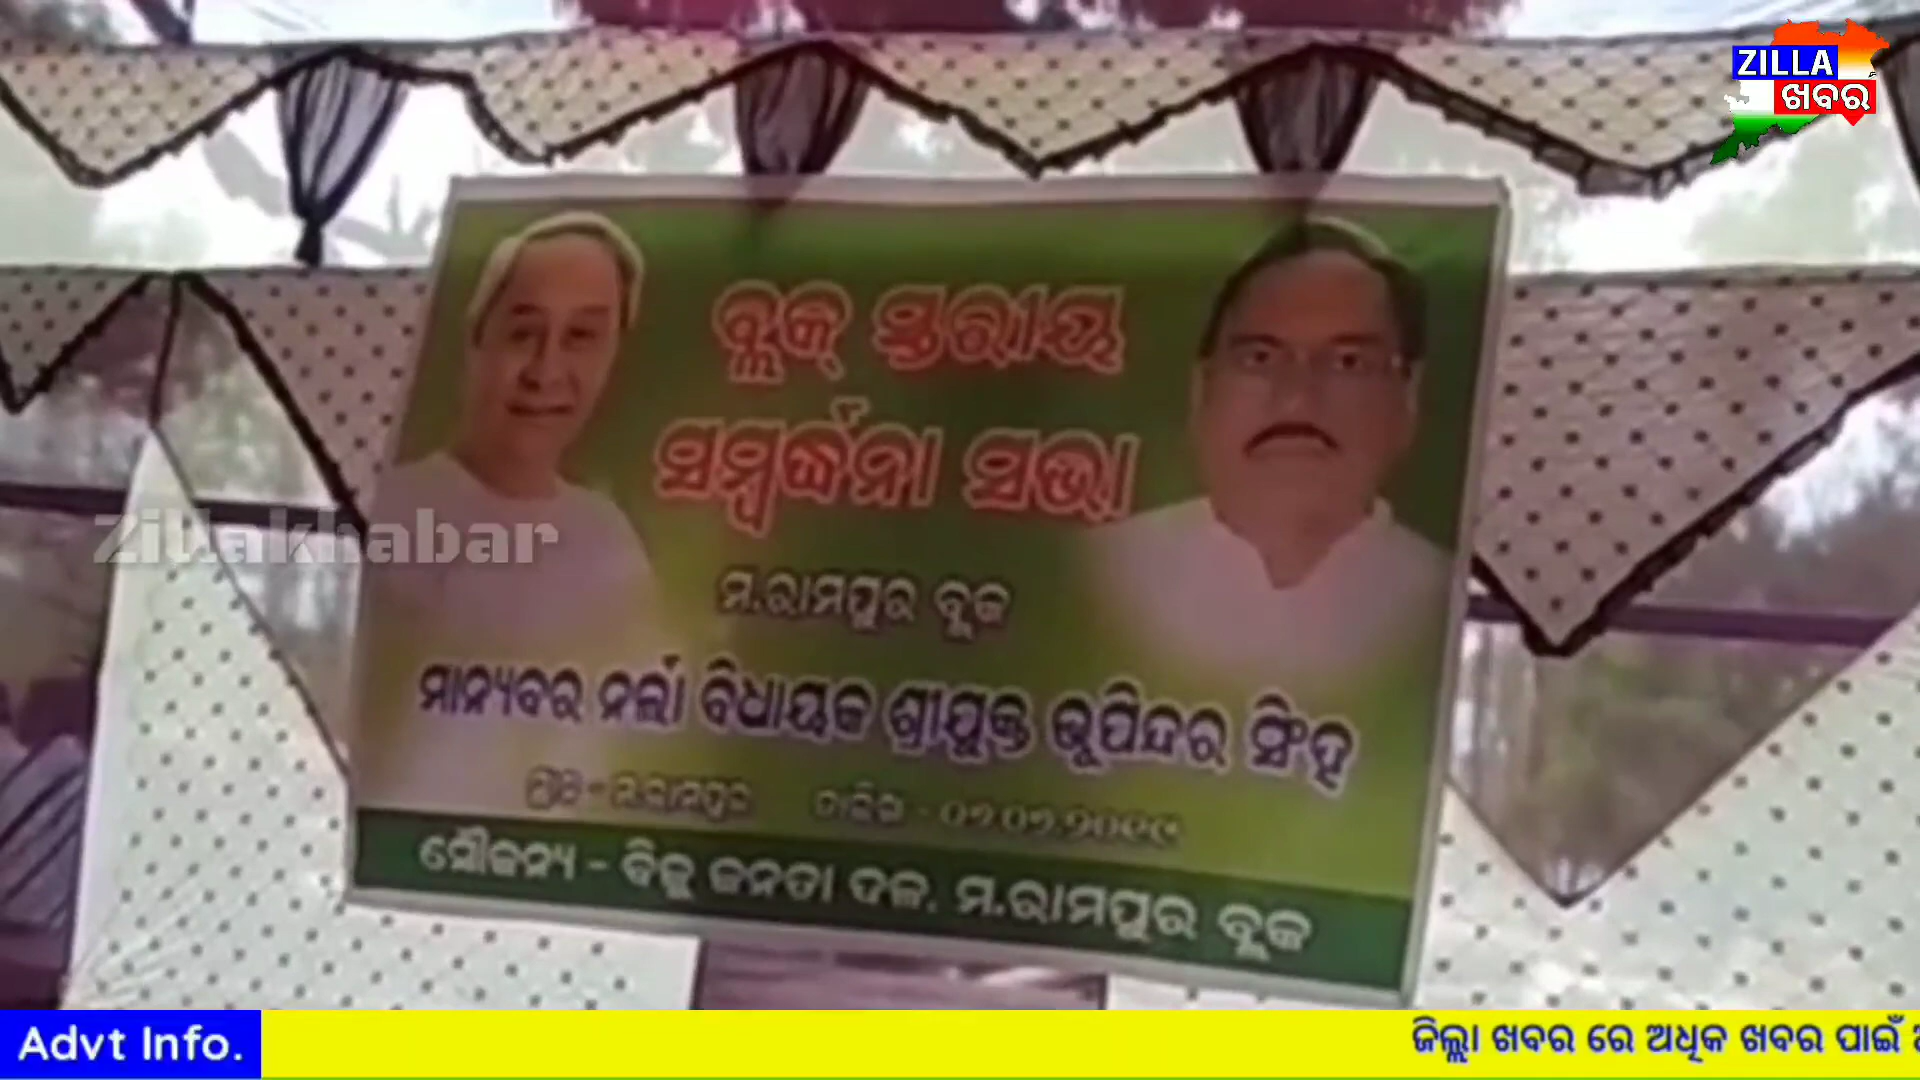 ZILLA
ଖବର
ବ୍ଲକ୍ ସ୍ତରୀୟ
ସମ୍ବର୍ଦ୍ଧନା ସଭା
Zillakhabar
ମ.ରାମପୁର ବ୍ଲକ
ମାନ୍ୟବର ନର୍ଲା ବିଧାୟକ ଶ୍ରୀଯୁକ୍ତ ଭୁପିନ୍ଦର ସିଂହ
ମ.ରାମପୁର ତାରିଖ -
ସୌଜନ୍ୟ - ବିଜୁ ଜନତା ଦଳ. ମ.ରାମପୁର ବ୍ଲକ
Advt Info.
ଜିଲ୍ଲା ଖବର ରେ ଅଧିକ ଖବର ପାଇଁ